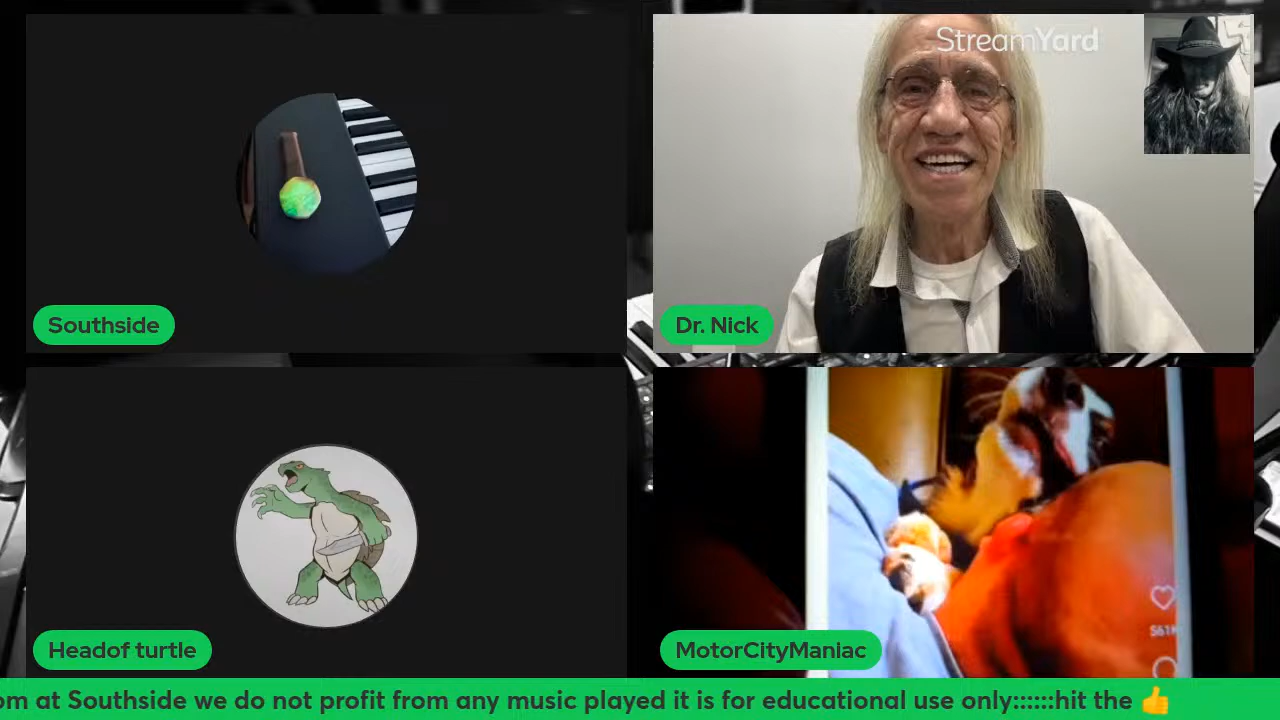 StreamYard
Southside
Dr. Nick
Headof turtle
MotorCityManiac
om at Southside we do not profit from any music played it is for educational use only::::::hit the 👍